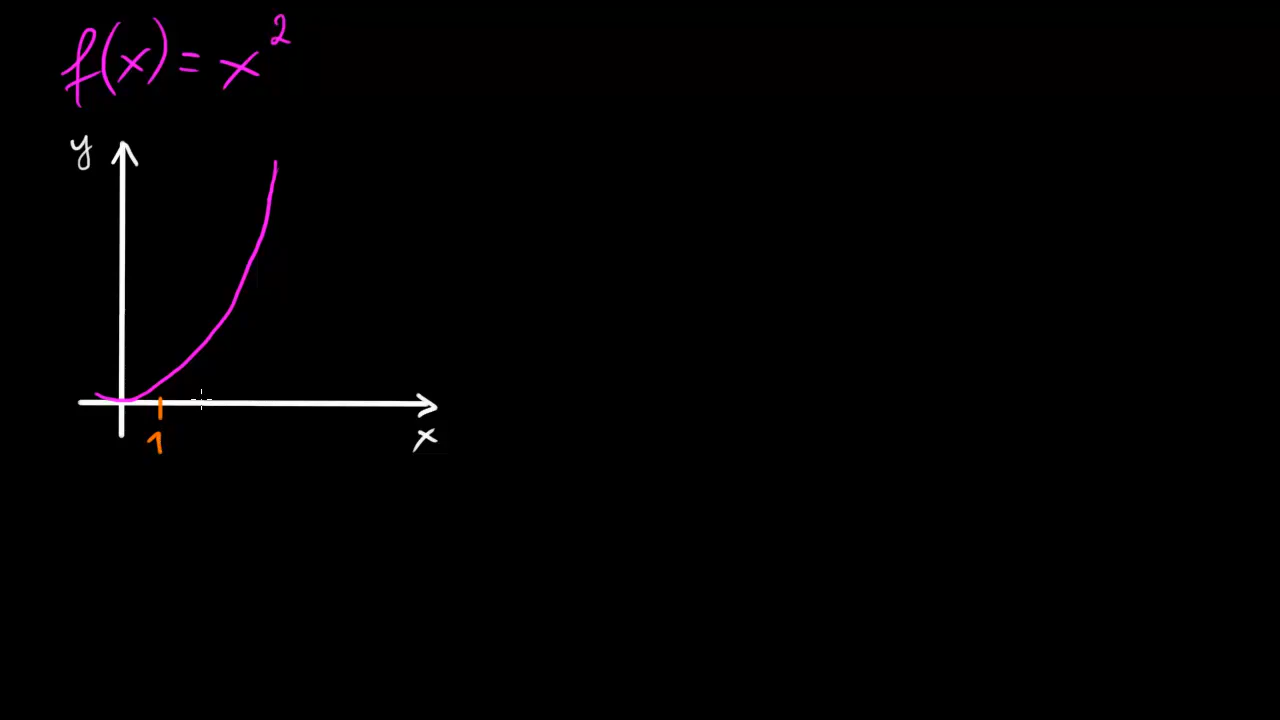 f(x) = x²
y
1
x